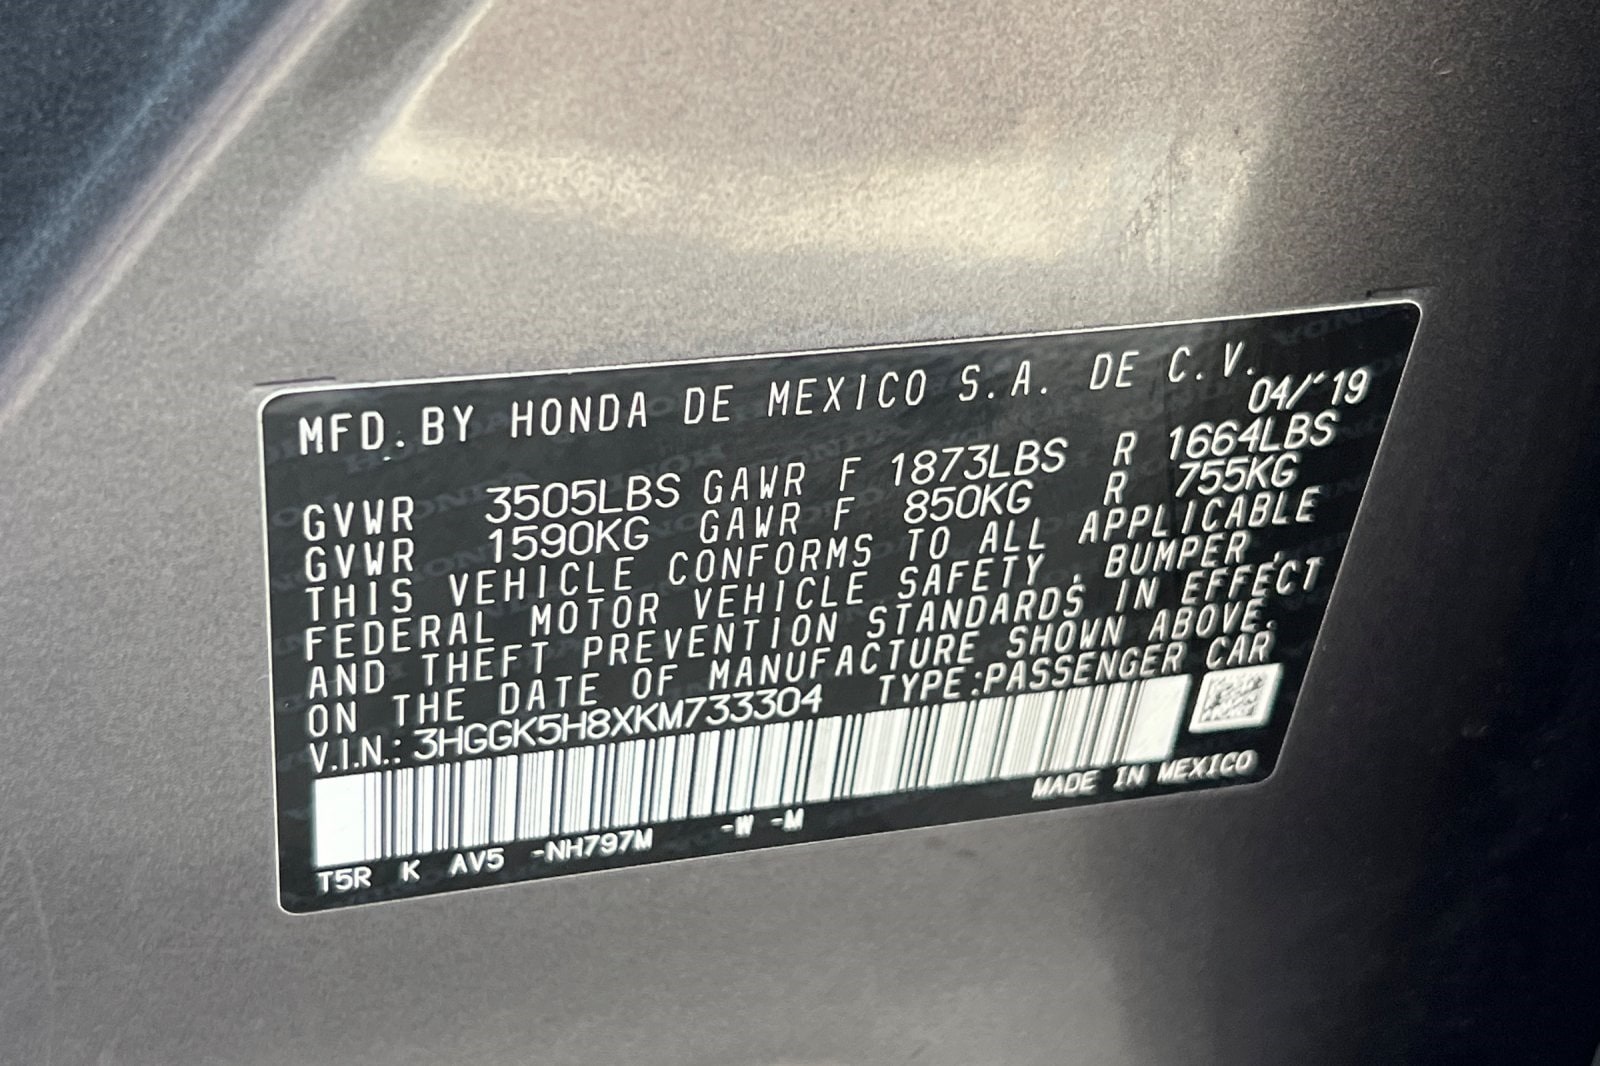 MFD. BY HONDA DE MEXICO S.A. DE C.V.
04/'19
GVWR 3505LBS GAWR F 1873LBS R 1664LBS
GVWR 1590KG GAWR F 850KG R 755KG
THIS VEHICLE CONFORMS TO ALL APPLICABLE
FEDERAL MOTOR VEHICLE SAFETY, BUMPER,
AND THEFT PREVENTION STANDARDS IN EFFECT
ON THE DATE OF MANUFACTURE SHOWN ABOVE.
V.I.N.: 3HGGK5H8XKM733304 TYPE:PASSENGER CAR
MADE IN MEXICO
T5R K AV5 -NH797M -W -M